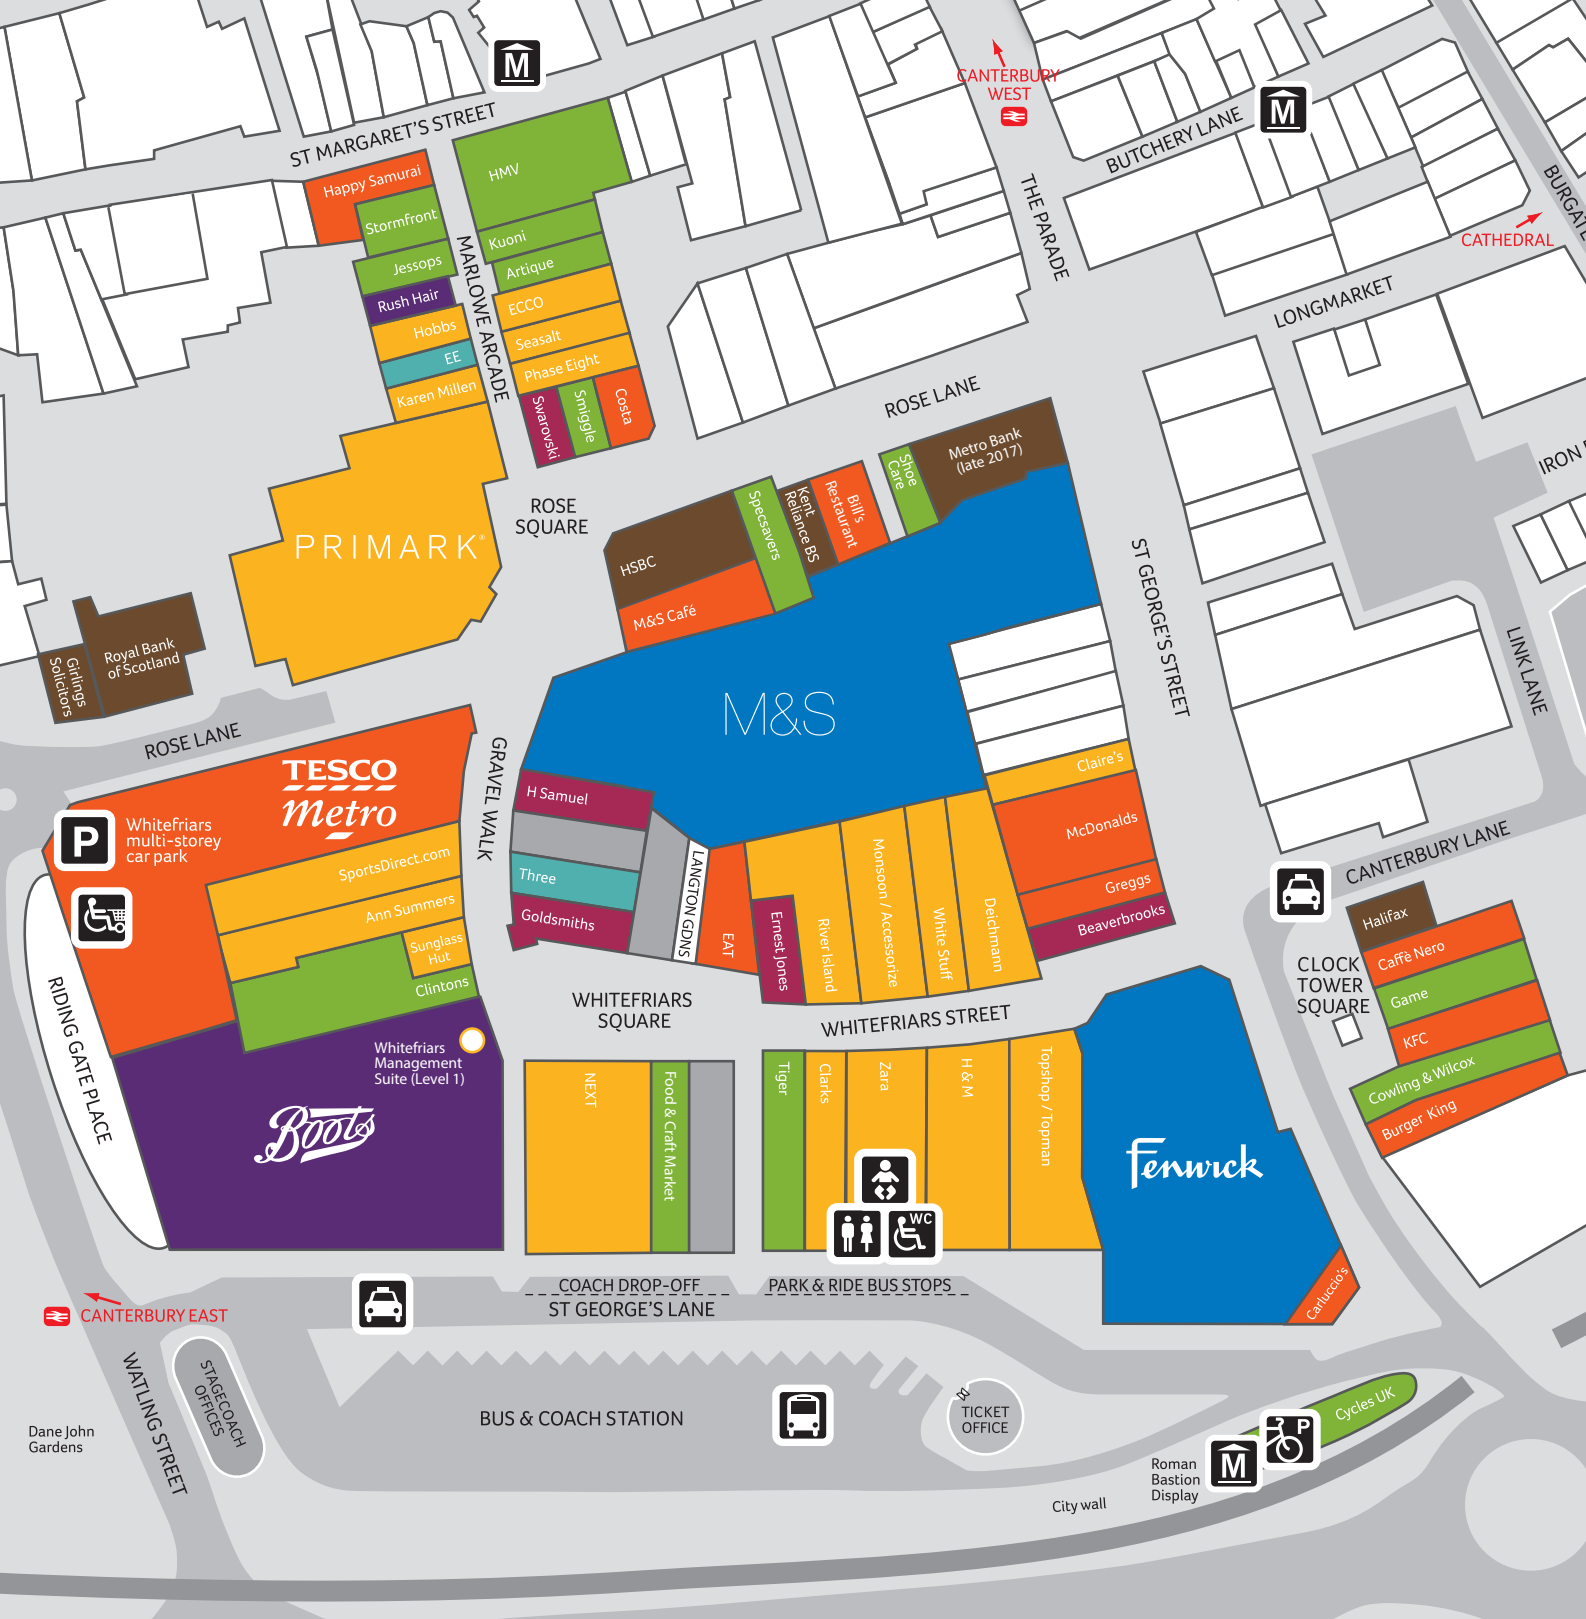 M
ST MARGARET'S STREET
CANTERBURY
WEST
M
BUTCHERY LANE
THE PARADE
BURGATE
CATHEDRAL
LONGMARKET
Happy Samurai
Stormfront
Jessops
Rush Hair
Hobbs
EE
Karen Millen
MARLOWE ARCADE
HMV
Kuoni
Artique
ECCO
Seasalt
Phase Eight
Swarovski
Smiggle
Costa
ROSE LANE
IRON
PRIMARK®
ROSE
SQUARE
HSBC
M&S Café
Specsavers
Kent
Reliance BS
Bill's
Restaurant
Shoe
Care
Metro Bank
(late 2017)
ST GEORGE'S STREET
LINK LANE
Girlings
Solicitors
Royal Bank
of Scotland
ROSE LANE
M&S
TESCO
metro
P
Whitefriars
multi-storey
car park
GRAVEL WALK
SportsDirect.com
Ann Summers
Sunglass
Hut
Clintons
H Samuel
Three
Goldsmiths
LANGTON GDNS
EAT
Ernest Jones
River Island
Monsoon / Accessorize
White Stuff
Deichmann
Claire's
McDonalds
Greggs
Beaverbrooks
CANTERBURY LANE
Halifax
Caffè Nero
Game
KFC
Cowling & Wilcox
Burger King
CLOCK
TOWER
SQUARE
RIDING GATE PLACE
WHITEFRIARS
SQUARE
WHITEFRIARS STREET
Whitefriars
Management
Suite (Level 1)
Boots
NEXT
Food & Craft Market
Tiger
Clarks
Zara
H & M
Topshop / Topman
WC
Fenwick
Carluccio's
COACH DROP-OFF
PARK & RIDE BUS STOPS
ST GEORGE'S LANE
CANTERBURY EAST
WATLING STREET
STAGECOACH
OFFICES
Dane John
Gardens
BUS & COACH STATION
TICKET
OFFICE
Cycles UK
P
M
Roman
Bastion
Display
City wall